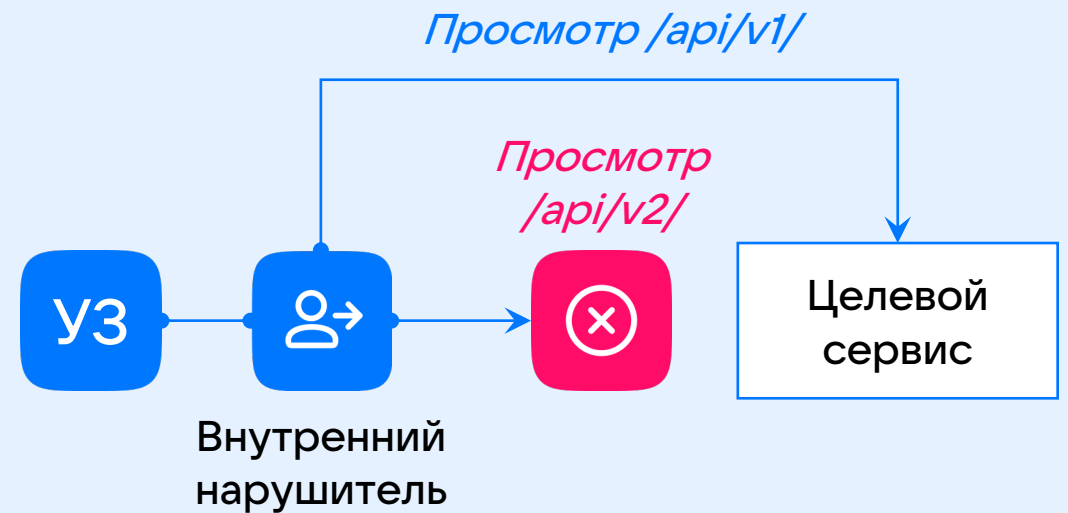 Просмотр /api/v1/
Просмотр
/api/v2/
УЗ
Целевой
сервис
Внутренний
нарушитель